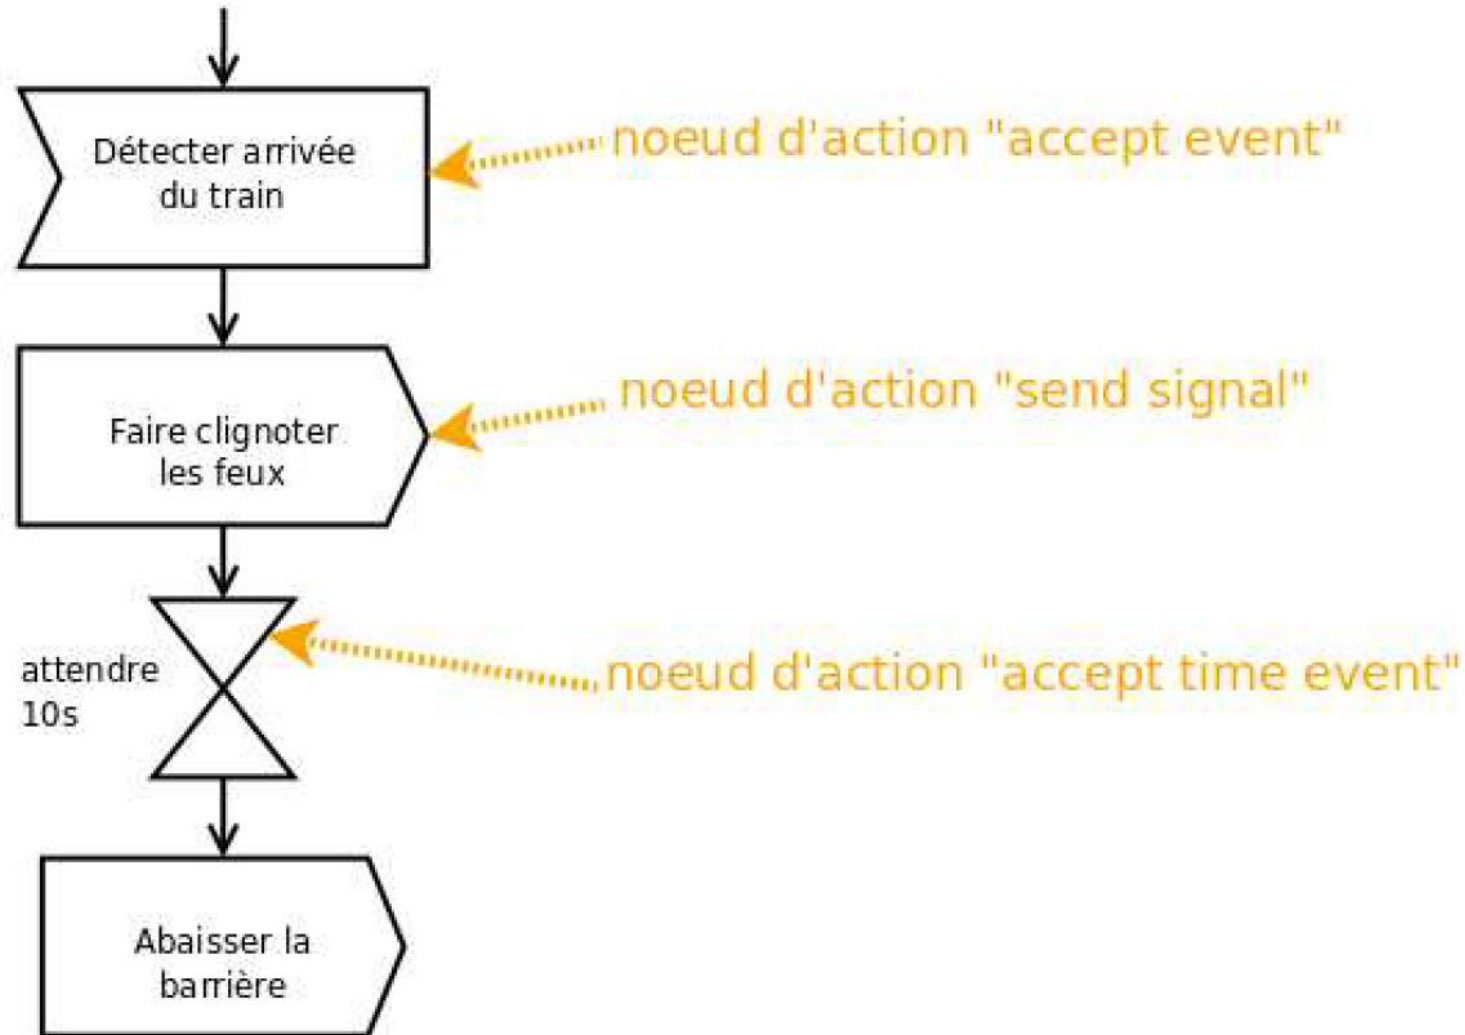 Détecter arrivée
du train
noeud d'action "accept event"
Faire clignoter
les feux
noeud d'action "send signal"
attendre
10s
noeud d'action "accept time event"
Abaisser la
barrière